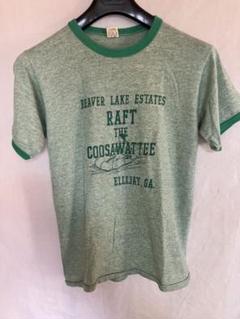 BEAVER LAKE ESTATES
RAFT
THE
COOSAWATTEE
ELLIJAY, GA.